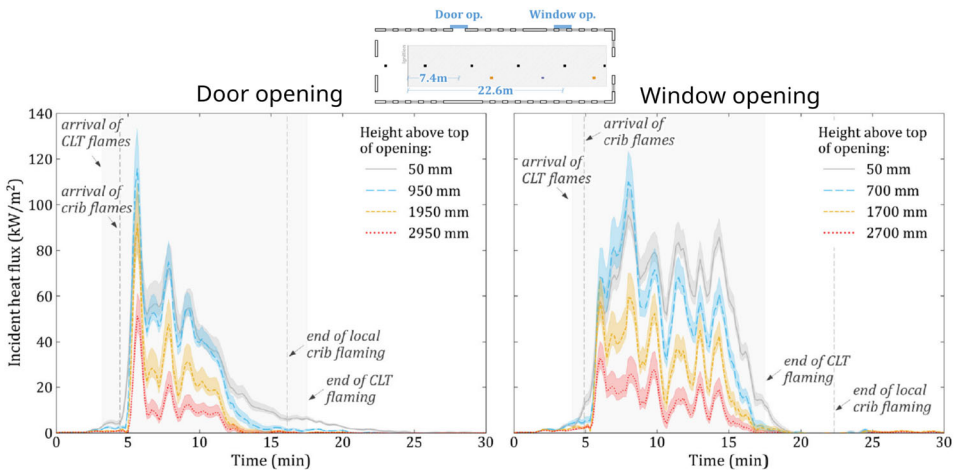 Door op.
Window op.
Ignition
7.4m
22.6m
Door opening
Window opening
Incident heat flux (kW/m²)
140
120
100
80
60
40
20
0
arrival of
CLT flames
arrival of
crib flames
Height above top
of opening:
50 mm
950 mm
1950 mm
2950 mm
end of local
crib flaming
end of CLT
flaming
0
5
10
15
20
25
30
Time (min)
arrival of
crib flames
arrival of
CLT flames
Height above top
of opening:
50 mm
700 mm
1700 mm
2700 mm
end of CLT
flaming
end of local
crib flaming
0
5
10
15
20
25
30
Time (min)